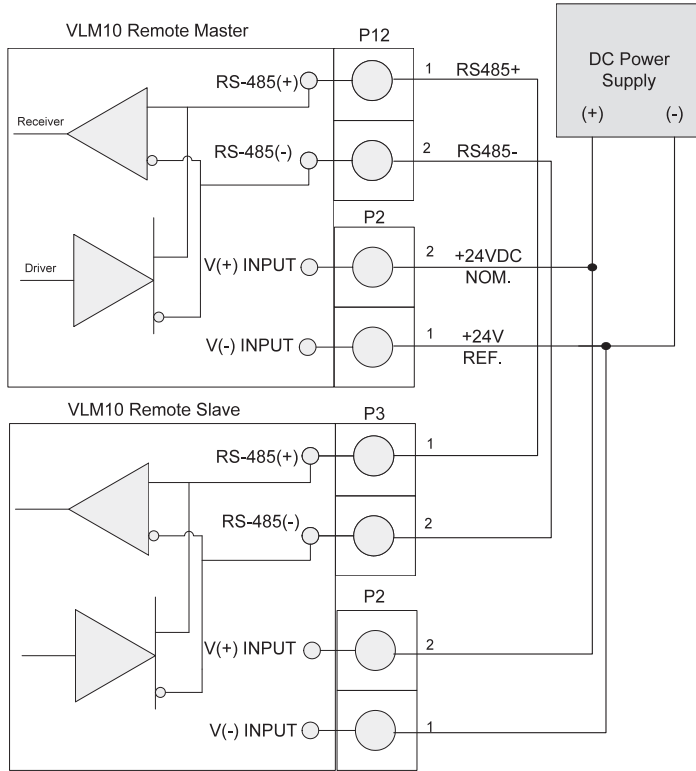 VLM10 Remote Master
P12
DC Power
Supply
(+)
(-)
RS-485(+)
1
RS485+
Receiver
RS-485(-)
2
RS485-
P2
Driver
V(+) INPUT
2
+24VDC
NOM.
V(-) INPUT
1
+24V
REF.
VLM10 Remote Slave
P3
RS-485(+)
1
RS-485(-)
2
P2
V(+) INPUT
2
V(-) INPUT
1